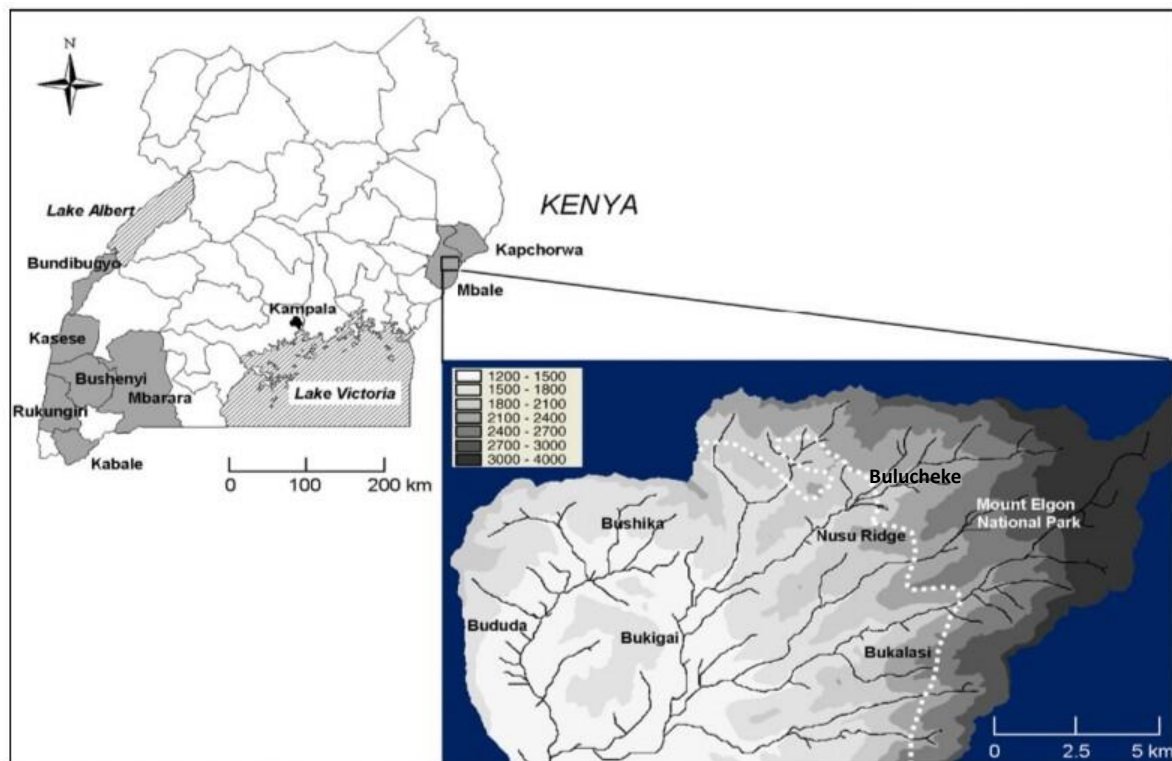 N
KENYA
Lake Albert
Kapchorwa
Bundibugyo
Mbale
Kampala
Kasese
Bushenyi
Mbarara
Lake Victoria
Rukungiri
Kabale
0 100 200 km
1200 - 1500
1500 - 1800
1800 - 2100
2100 - 2400
2400 - 2700
2700 - 3000
3000 - 4000
Bulucheke
Mount Elgon
National Park
Bushika
Nusu Ridge
Bududa
Bukigai
Bukalasi
0 2.5 5 km